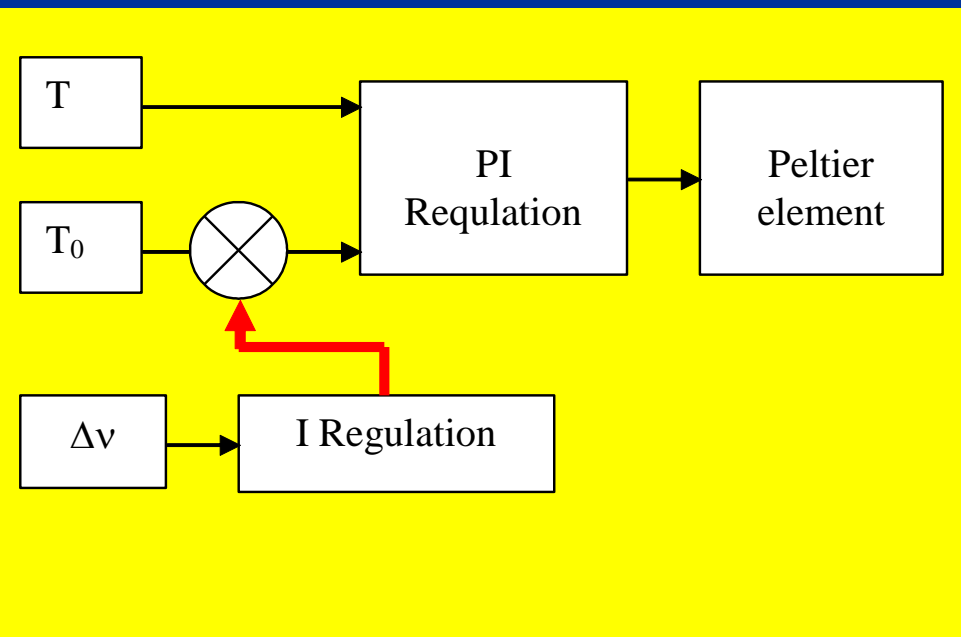 T
PI
Requlation
Peltier
element
T₀
Δν
I Regulation